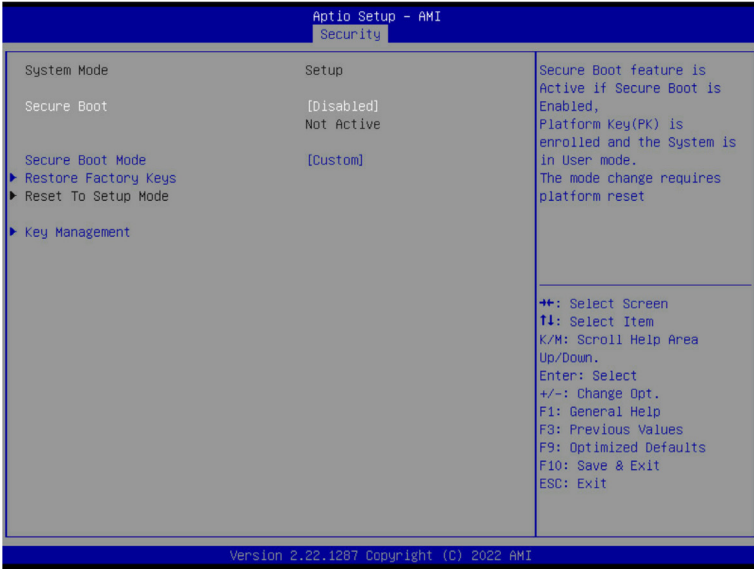 Aptio Setup – AMI
Security
System Mode Setup
Secure Boot [Disabled]
Not Active
Secure Boot Mode [Custom]
▶ Restore Factory Keys
▶ Reset To Setup Mode
▶ Key Management
Secure Boot feature is
Active if Secure Boot is
Enabled,
Platform Key(PK) is
enrolled and the System is
in User mode.
The mode change requires
platform reset
→←: Select Screen
↑↓: Select Item
K/M: Scroll Help Area
Up/Down.
Enter: Select
+/-: Change Opt.
F1: General Help
F3: Previous Values
F9: Optimized Defaults
F10: Save & Exit
ESC: Exit
Version 2.22.1287 Copyright (C) 2022 AMI